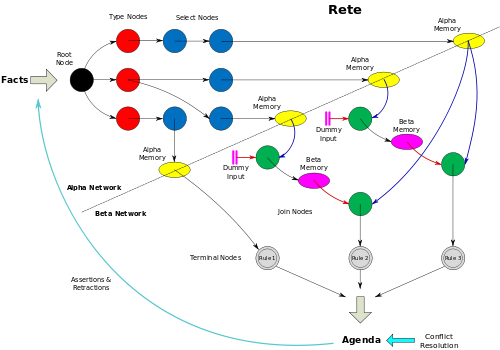 Rete
Type Nodes
Select Nodes
Alpha
Memory
Root
Node
Facts
Alpha
Memory
Alpha
Memory
Dummy
Input
Beta
Memory
Alpha
Memory
Dummy
Input
Beta
Memory
Alpha Network
Beta Network
Join Nodes
Terminal Nodes
Rule 1
Rule 2
Rule 3
Assertions &
Retractions
Agenda
Conflict
Resolution